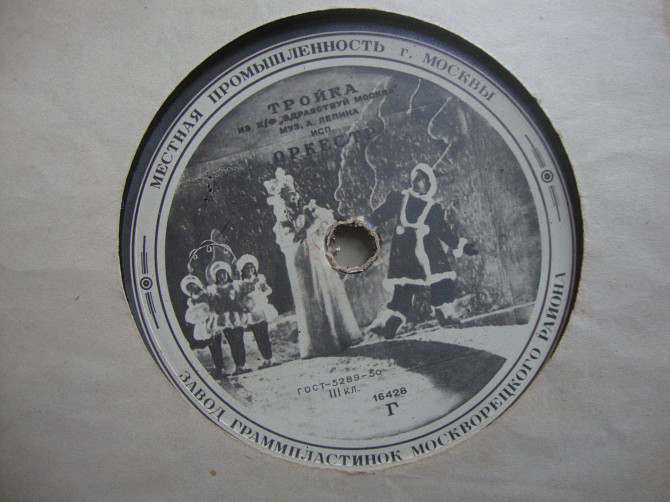 МЕСТНАЯ ПРОМЫШЛЕННОСТЬ г. МОСКВЫ
ТРОЙКА
ИЗ К/Ф „ЗДРАВСТВУЙ МОСКВА"
МУЗ. А. ЛЕПИНА
ИСП.
ОРКЕСТР
ГОСТ-5289-50
III КЛ.
16428
Г
ЗАВОД ГРАММПЛАСТИНОК МОСКВОРЕЦКОГО РАЙОНА